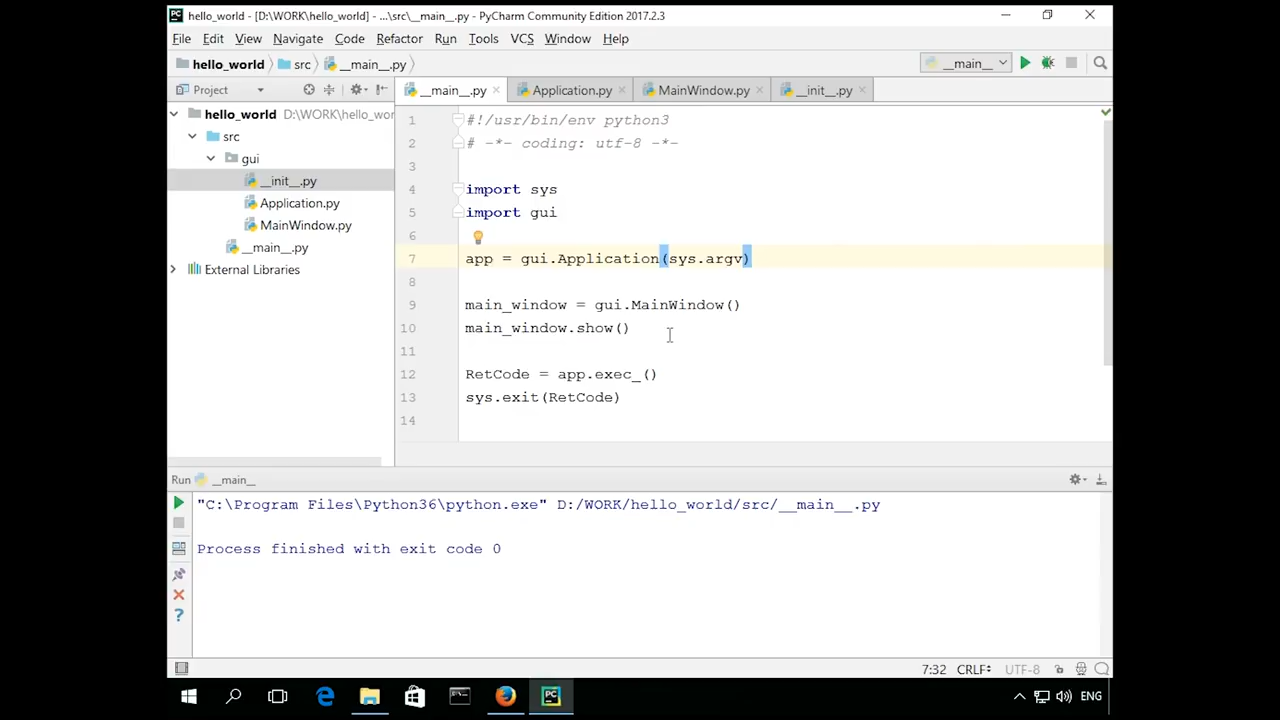 hello_world - [D:\WORK\hello_world] - ...\src\__main__.py - PyCharm Community Edition 2017.2.3
File Edit View Navigate Code Refactor Run Tools VCS Window Help
hello_world src __main__.py __main__
Project __main__.py Application.py MainWindow.py __init__.py
hello_world D:\WORK\hello_wor
src
gui
__init__.py
Application.py
MainWindow.py
__main__.py
External Libraries
1 #!/usr/bin/env python3
2 # -*- coding: utf-8 -*-
3
4 import sys
5 import gui
6
7 app = gui.Application(sys.argv)
8
9 main_window = gui.MainWindow()
10 main_window.show()
11
12 RetCode = app.exec_()
13 sys.exit(RetCode)
14
Run __main__
"C:\Program Files\Python36\python.exe" D:/WORK/hello_world/src/__main__.py
Process finished with exit code 0
7:32 CRLF UTF-8
ENG